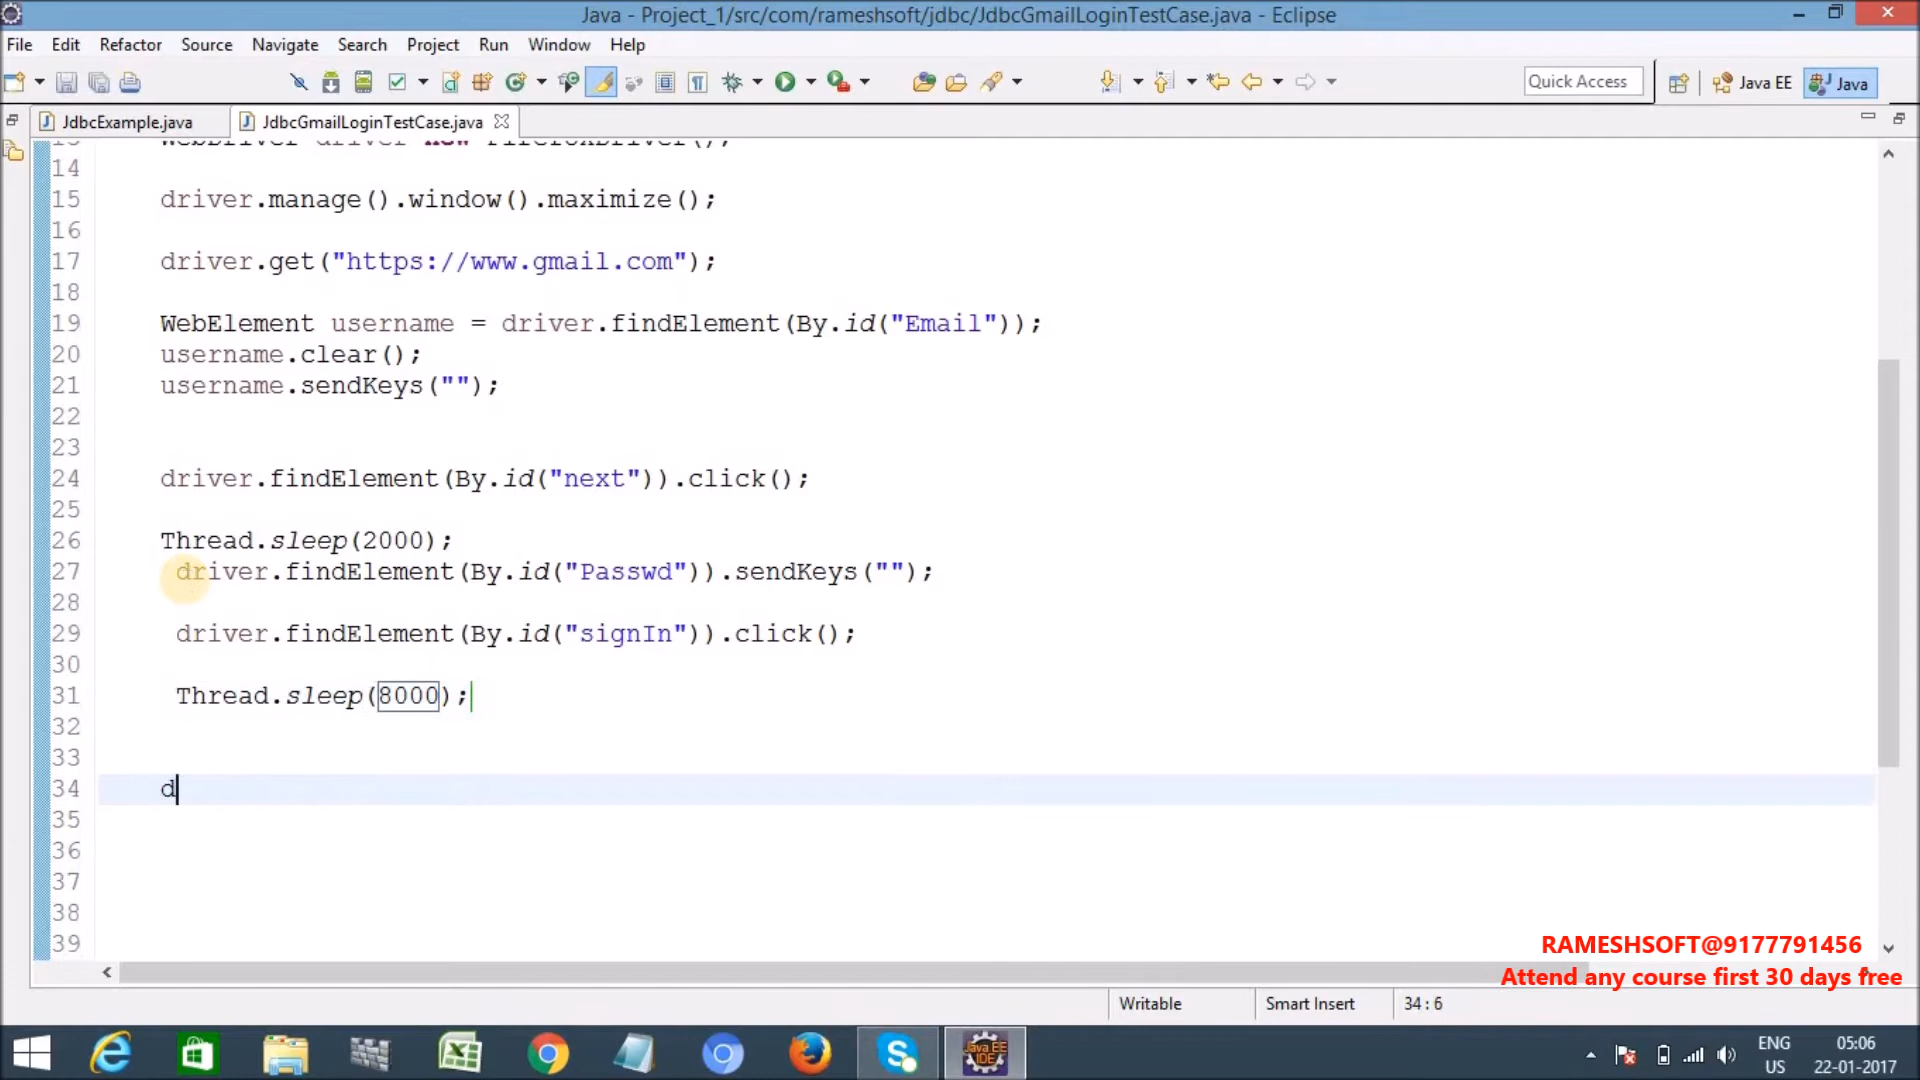 Java - Project_1/src/com/rameshsoft/jdbc/JdbcGmailLoginTestCase.java - Eclipse
File Edit Refactor Source Navigate Search Project Run Window Help
Quick Access Java EE Java
JdbcExample.java JdbcGmailLoginTestCase.java
14
15 driver.manage().window().maximize();
16
17 driver.get("https://www.gmail.com");
18
19 WebElement username = driver.findElement(By.id("Email"));
20 username.clear();
21 username.sendKeys("");
22
23
24 driver.findElement(By.id("next")).click();
25
26 Thread.sleep(2000);
27 driver.findElement(By.id("Passwd")).sendKeys("");
28
29 driver.findElement(By.id("signIn")).click();
30
31 Thread.sleep(8000);
32
33
34 d
35
36
37
38
39
RAMESHSOFT@9177791456
Attend any course first 30 days free
Writable Smart Insert 34 : 6
Java EE IDE
ENG 05:06
US 22-01-2017